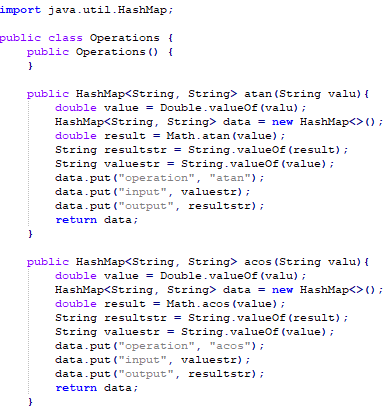 import java.util.HashMap;
public class Operations {
public Operations() {
}
public HashMap<String, String> atan(String valu){
double value = Double.valueOf(valu);
HashMap<String, String> data = new HashMap<>();
double result = Math.atan(value);
String resultstr = String.valueOf(result);
String valuestr = String.valueOf(value);
data.put("operation", "atan");
data.put("input", valuestr);
data.put("output", resultstr);
return data;
}
public HashMap<String, String> acos(String valu){
double value = Double.valueOf(valu);
HashMap<String, String> data = new HashMap<>();
double result = Math.acos(value);
String resultstr = String.valueOf(result);
String valuestr = String.valueOf(value);
data.put("operation", "acos");
data.put("input", valuestr);
data.put("output", resultstr);
return data;
}